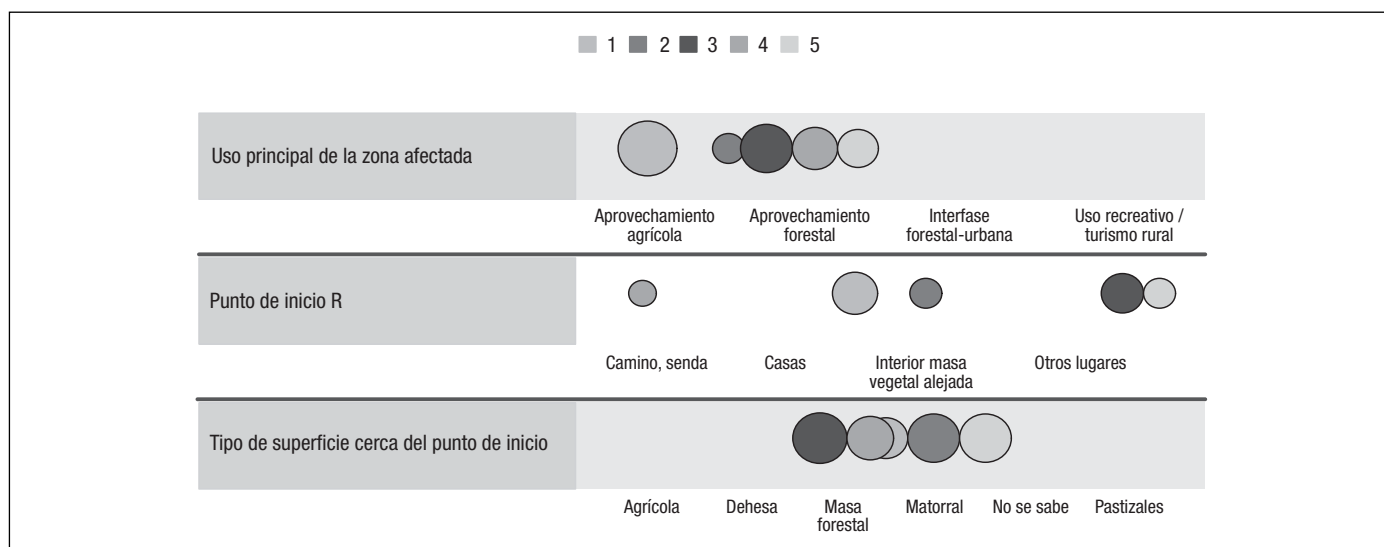 1 2 3 4 5
Uso principal de la zona afectada
Aprovechamiento agrícola
Aprovechamiento forestal
Interfase forestal-urbana
Uso recreativo / turismo rural
Punto de inicio R
Camino, senda
Casas
Interior masa vegetal alejada
Otros lugares
Tipo de superficie cerca del punto de inicio
Agrícola
Dehesa
Masa forestal
Matorral
No se sabe
Pastizales